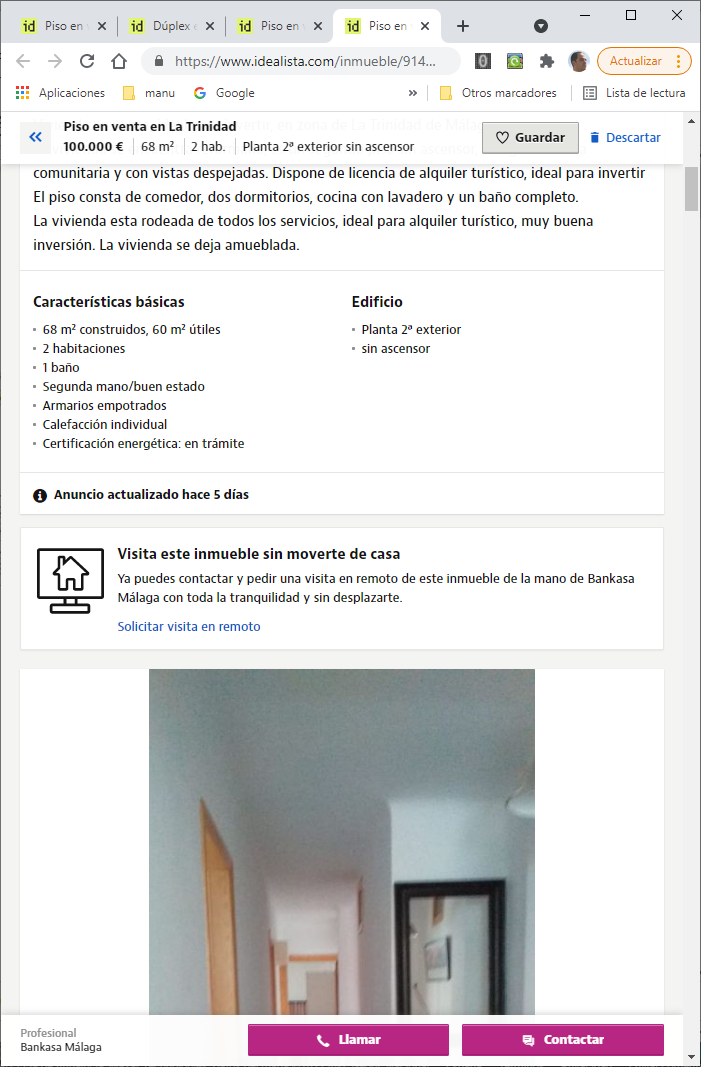 id Piso en v
id Dúplex e
id Piso en v
id Piso en v
https://www.idealista.com/inmueble/914...
Actualizar
Aplicaciones
manu
Google
»
Otros marcadores
Lista de lectura
Piso en venta en La Trinidad
100.000 € 68 m² 2 hab. Planta 2ª exterior sin ascensor
Guardar
Descartar
comunitaria y con vistas despejadas. Dispone de licencia de alquiler turístico, ideal para invertir
El piso consta de comedor, dos dormitorios, cocina con lavadero y un baño completo.
La vivienda esta rodeada de todos los servicios, ideal para alquiler turístico, muy buena
inversión. La vivienda se deja amueblada.
Características básicas
68 m² construidos, 60 m² útiles
2 habitaciones
1 baño
Segunda mano/buen estado
Armarios empotrados
Calefacción individual
Certificación energética: en trámite
Edificio
Planta 2ª exterior
sin ascensor
Anuncio actualizado hace 5 días
Visita este inmueble sin moverte de casa
Ya puedes contactar y pedir una visita en remoto de este inmueble de la mano de Bankasa
Málaga con toda la tranquilidad y sin desplazarte.
Solicitar visita en remoto
Profesional
Bankasa Málaga
Llamar
Contactar